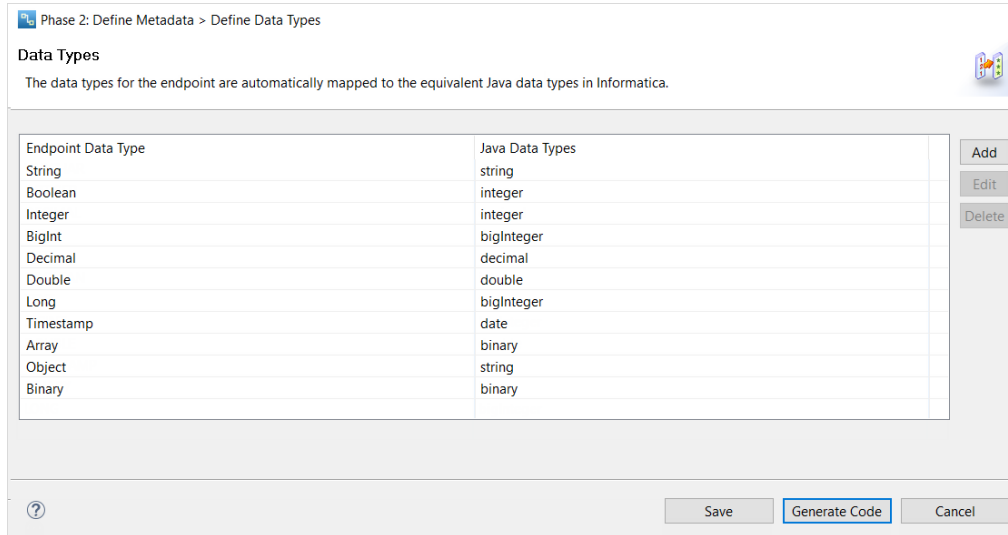 Phase 2: Define Metadata > Define Data Types
Data Types
The data types for the endpoint are automatically mapped to the equivalent Java data types in Informatica.
Endpoint Data Type Java Data Types
String string
Boolean integer
Integer integer
BigInt bigInteger
Decimal decimal
Double double
Long bigInteger
Timestamp date
Array binary
Object string
Binary binary
Add
Edit
Delete
? Save Generate Code Cancel